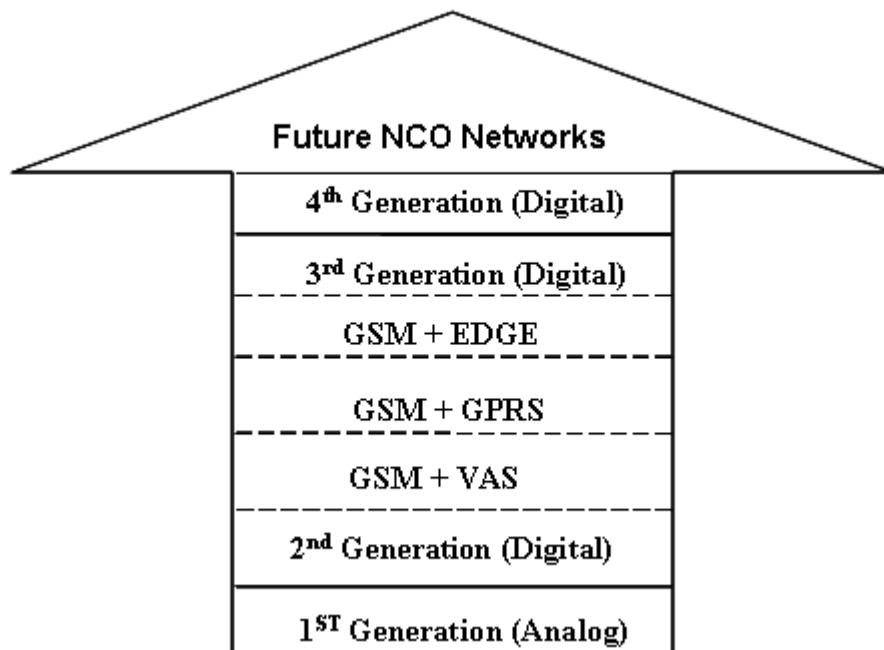 Future NCO Networks
4th Generation (Digital)
3rd Generation (Digital)
GSM + EDGE
GSM + GPRS
GSM + VAS
2nd Generation (Digital)
1ST Generation (Analog)